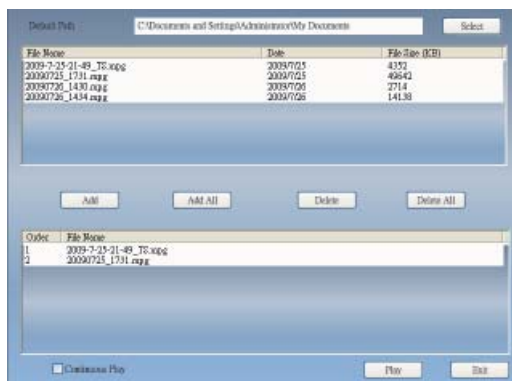 Default Path C:\Documents and Settings\Administrator\My Documents Select
File Name Date File Size (KB)
2009-7-25-21-49_TS.mpg 2009/7/25 4352
20090725_1731.mpg 2009/7/25 49642
20090726_1430.mpg 2009/7/26 2714
20090726_1434.mpg 2009/7/26 14138
Add Add All Delete Delete All
Order File Name
1 2009-7-25-21-49_TS.mpg
2 20090725_1731.mpg
Continuous Play Play Exit